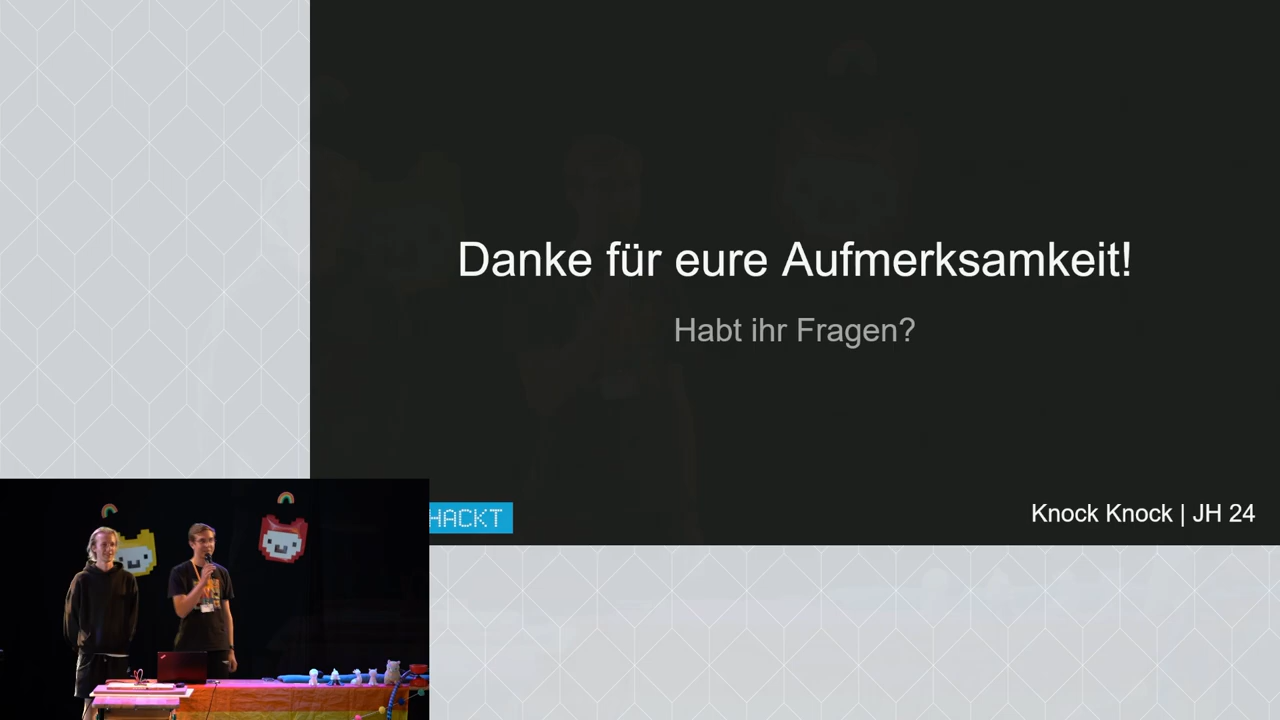 Danke für eure Aufmerksamkeit!
Habt ihr Fragen?
HACKT
Knock Knock | JH 24